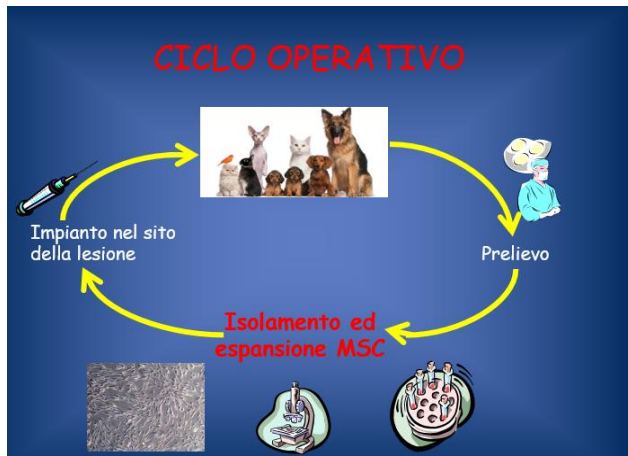 CICLO OPERATIVO
Impianto nel sito
della lesione
Prelievo
Isolamento ed
espansione MSC